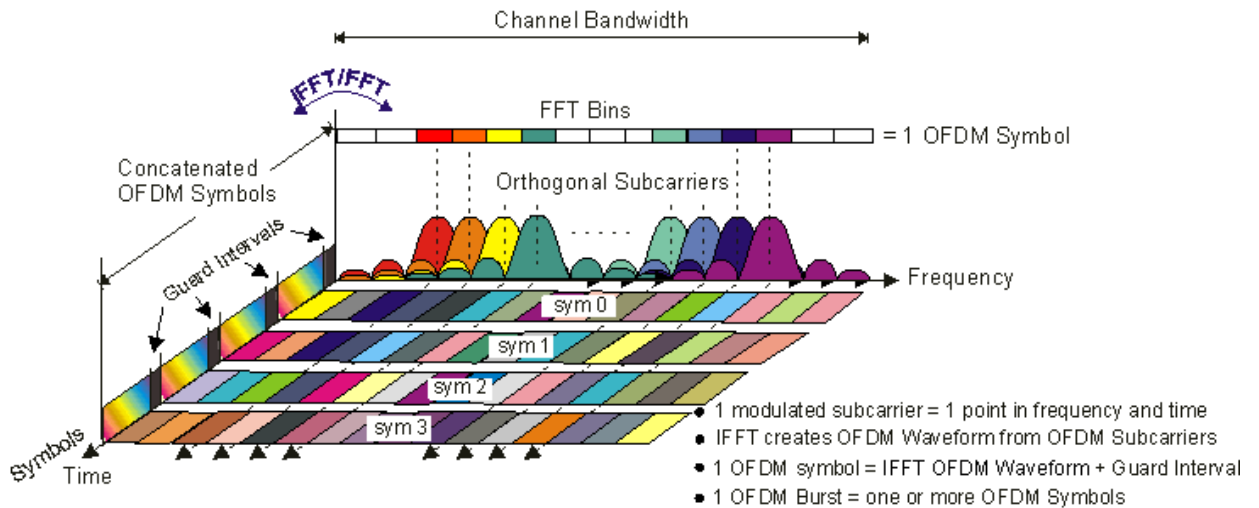 Channel Bandwidth
IFFT/FFT
FFT Bins
= 1 OFDM Symbol
Concatenated
OFDM Symbols
Orthogonal Subcarriers
Guard Intervals
Frequency
sym 0
sym 1
sym 2
sym 3
Symbols
Time
• 1 modulated subcarrier = 1 point in frequency and time
• IFFT creates OFDM Waveform from OFDM Subcarriers
• 1 OFDM symbol = IFFT OFDM Waveform + Guard Interval
• 1 OFDM Burst = one or more OFDM Symbols